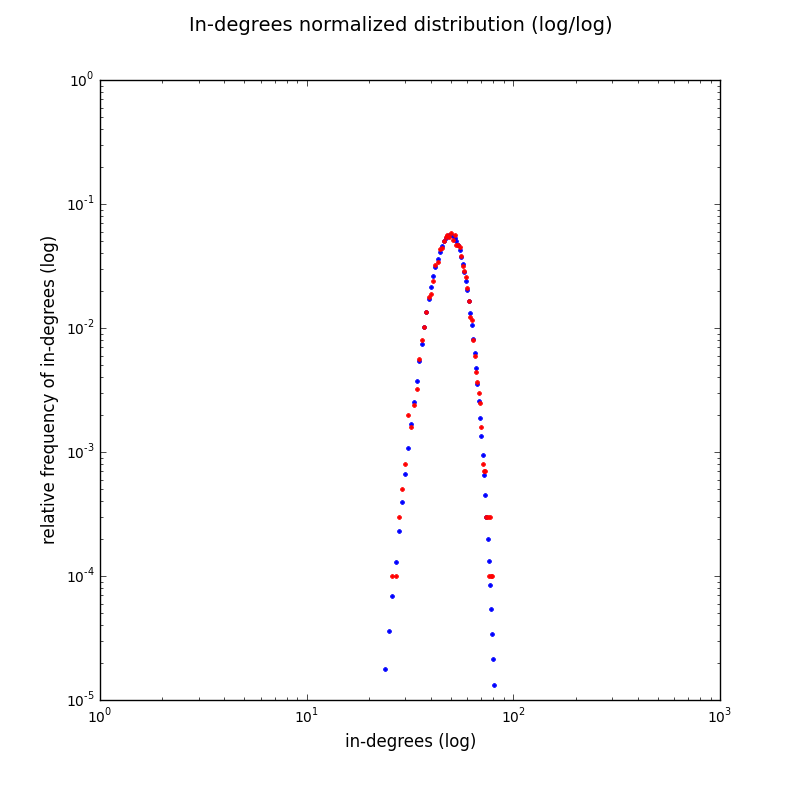 In-degrees normalized distribution (log/log)
relative frequency of in-degrees (log)
10^0
10^-1
10^-2
10^-3
10^-4
10^-5
10^0 10^1 10^2 10^3
in-degrees (log)